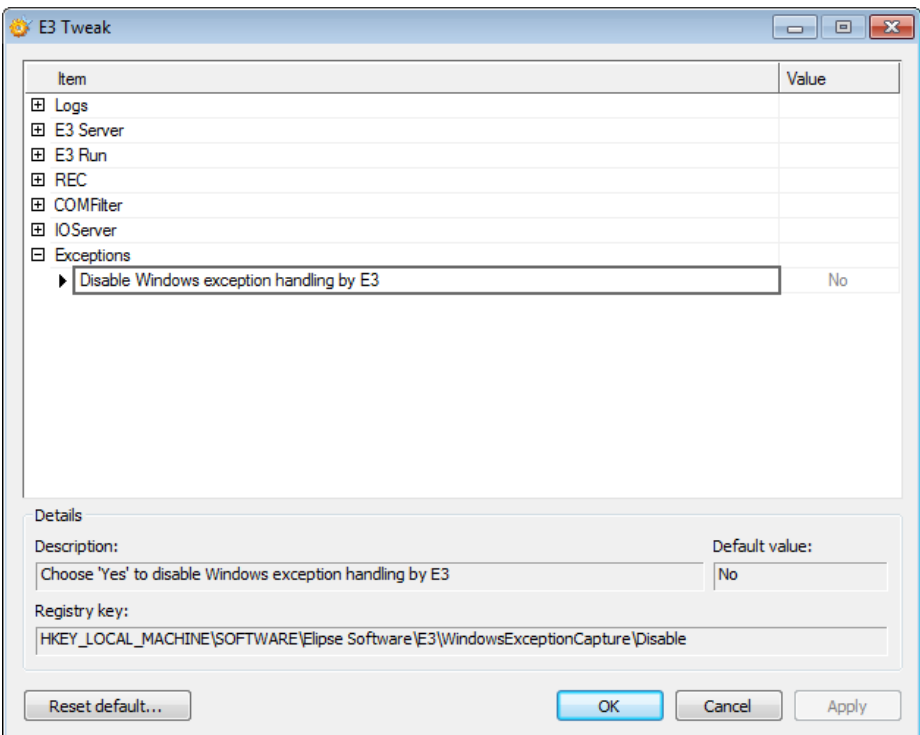 E3 Tweak
Item Value
Logs
E3 Server
E3 Run
REC
COMFilter
IOServer
Exceptions
Disable Windows exception handling by E3 No
Details
Description: Default value:
Choose 'Yes' to disable Windows exception handling by E3 No
Registry key:
HKEY_LOCAL_MACHINE\SOFTWARE\Elipse Software\E3\WindowsExceptionCapture\Disable
Reset default... OK Cancel Apply